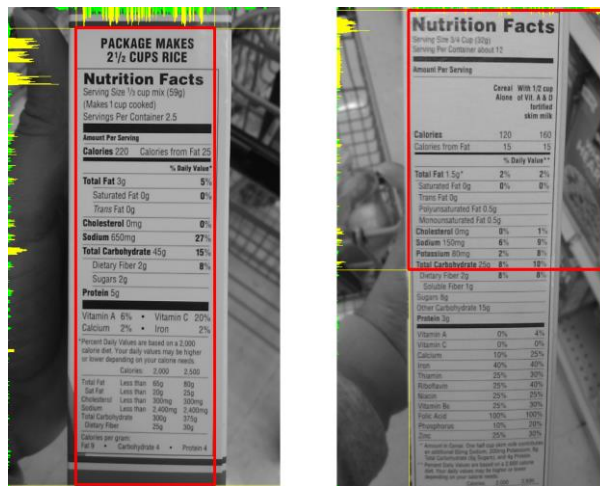 PACKAGE MAKES
2½ CUPS RICE
Nutrition Facts
Serving Size ⅓ cup mix (59g)
(Makes 1 cup cooked)
Servings Per Container 2.5
Amount Per Serving
Calories 220 Calories from Fat 25
% Daily Value*
Total Fat 3g 5%
Saturated Fat 0g 0%
Trans Fat 0g
Cholesterol 0mg 0%
Sodium 650mg 27%
Total Carbohydrate 45g 15%
Dietary Fiber 2g 8%
Sugars 2g
Protein 5g
Vitamin A 6% • Vitamin C 20%
Calcium 2% • Iron 2%
*Percent Daily Values are based on a 2,000
calorie diet. Your daily values may be higher
or lower depending on your calorie needs.
Calories: 2,000 2,500
Total Fat Less than 65g 80g
Sat Fat Less than 20g 25g
Cholesterol Less than 300mg 300mg
Sodium Less than 2,400mg 2,400mg
Total Carbohydrate 300g 375g
Dietary Fiber 25g 30g
Calories per gram:
Fat 9 • Carbohydrate 4 • Protein 4
Nutrition Facts
Serving Size 3/4 Cup (30g)
Serving Per Container about 12
Amount Per Serving
Cereal Alone With 1/2 cup of Vit. A & D fortified skim milk
Calories 120 160
Calories from Fat 15 15
% Daily Value**
Total Fat 1.5g* 2% 2%
Saturated Fat 0g 0% 0%
Trans Fat 0g
Polyunsaturated Fat 0.5g
Monounsaturated Fat 0.5g
Cholesterol 0mg 0% 1%
Sodium 150mg 6% 9%
Potassium 80mg 2% 8%
Total Carbohydrate 25g 8% 10%
Dietary Fiber 2g 8% 8%
Soluble Fiber 1g
Sugars
Other Carbohydrate 15g
Protein 3g
Vitamin A 0% 4%
Vitamin C 0% 0%
Calcium 10% 25%
Iron 40% 40%
Thiamin 25% 30%
Riboflavin 25% 40%
Niacin 25% 25%
Vitamin B6 25% 30%
Folic Acid 100% 100%
Phosphorus 10% 20%
Zinc 25% 30%